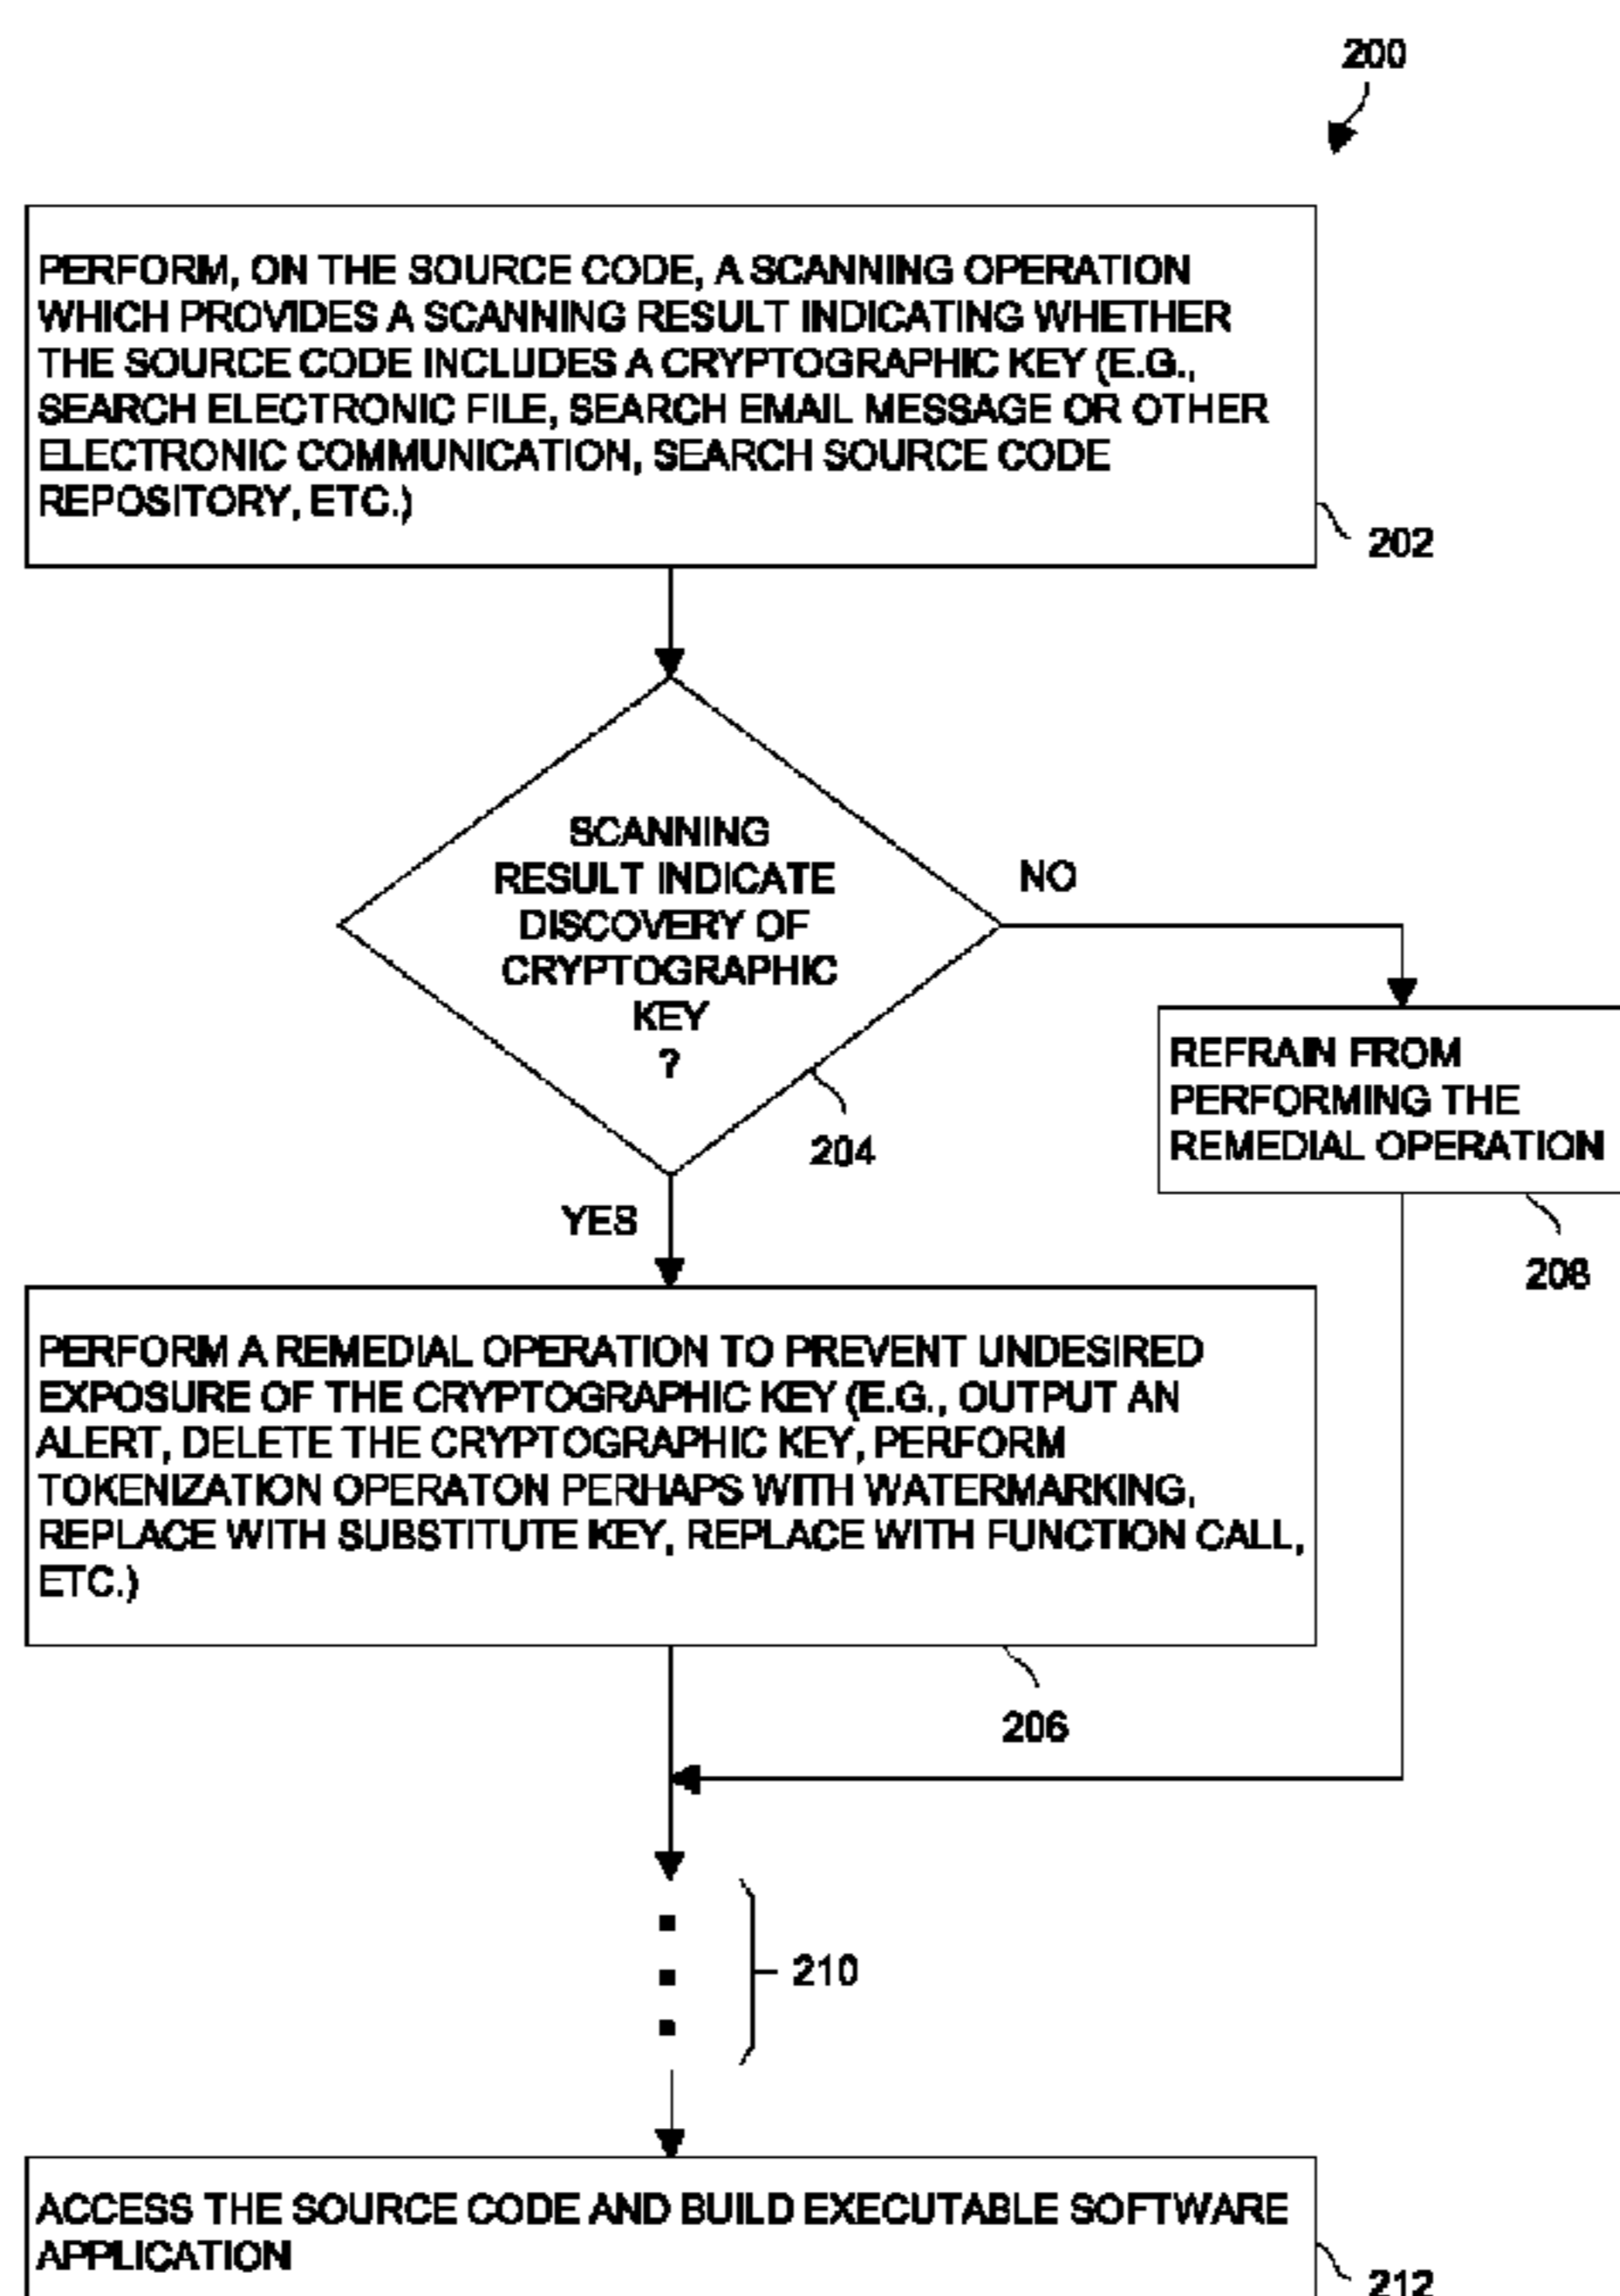 200
PERFORM, ON THE SOURCE CODE, A SCANNING OPERATION
WHICH PROVIDES A SCANNING RESULT INDICATING WHETHER
THE SOURCE CODE INCLUDES A CRYPTOGRAPHIC KEY (E.G.,
SEARCH ELECTRONIC FILE, SEARCH EMAIL MESSAGE OR OTHER
ELECTRONIC COMMUNICATION, SEARCH SOURCE CODE
REPOSITORY, ETC.)
202
SCANNING
RESULT INDICATE
DISCOVERY OF
CRYPTOGRAPHIC
KEY
?
NO
204
YES
REFRAIN FROM
PERFORMING THE
REMEDIAL OPERATION
208
PERFORM A REMEDIAL OPERATION TO PREVENT UNDESIRED
EXPOSURE OF THE CRYPTOGRAPHIC KEY (E.G., OUTPUT AN
ALERT, DELETE THE CRYPTOGRAPHIC KEY, PERFORM
TOKENIZATION OPERATON PERHAPS WITH WATERMARKING,
REPLACE WITH SUBSTITUTE KEY, REPLACE WITH FUNCTION CALL,
ETC.)
206
210
ACCESS THE SOURCE CODE AND BUILD EXECUTABLE SOFTWARE
APPLICATION
212